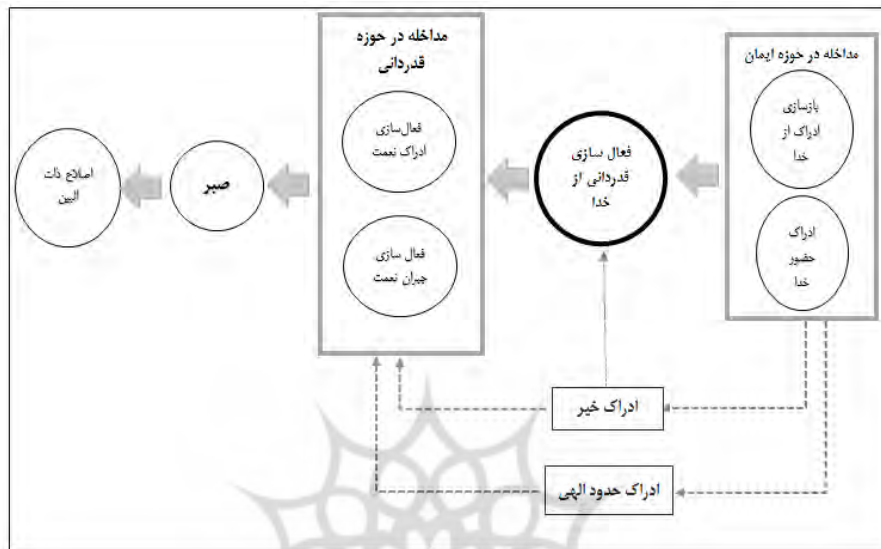 مداخله در حوزه ایمان
بازسازی
ادراک از
خدا
ادراک
حضور
خدا
فعال سازی
قدردانی از
خدا
مداخله در حوزه
قدردانی
فعال‌سازی
ادراک نعمت
فعال سازی
جبران نعمت
صبر
اصلاح ذات
البین
ادراک خیر
ادراک حدود الهی